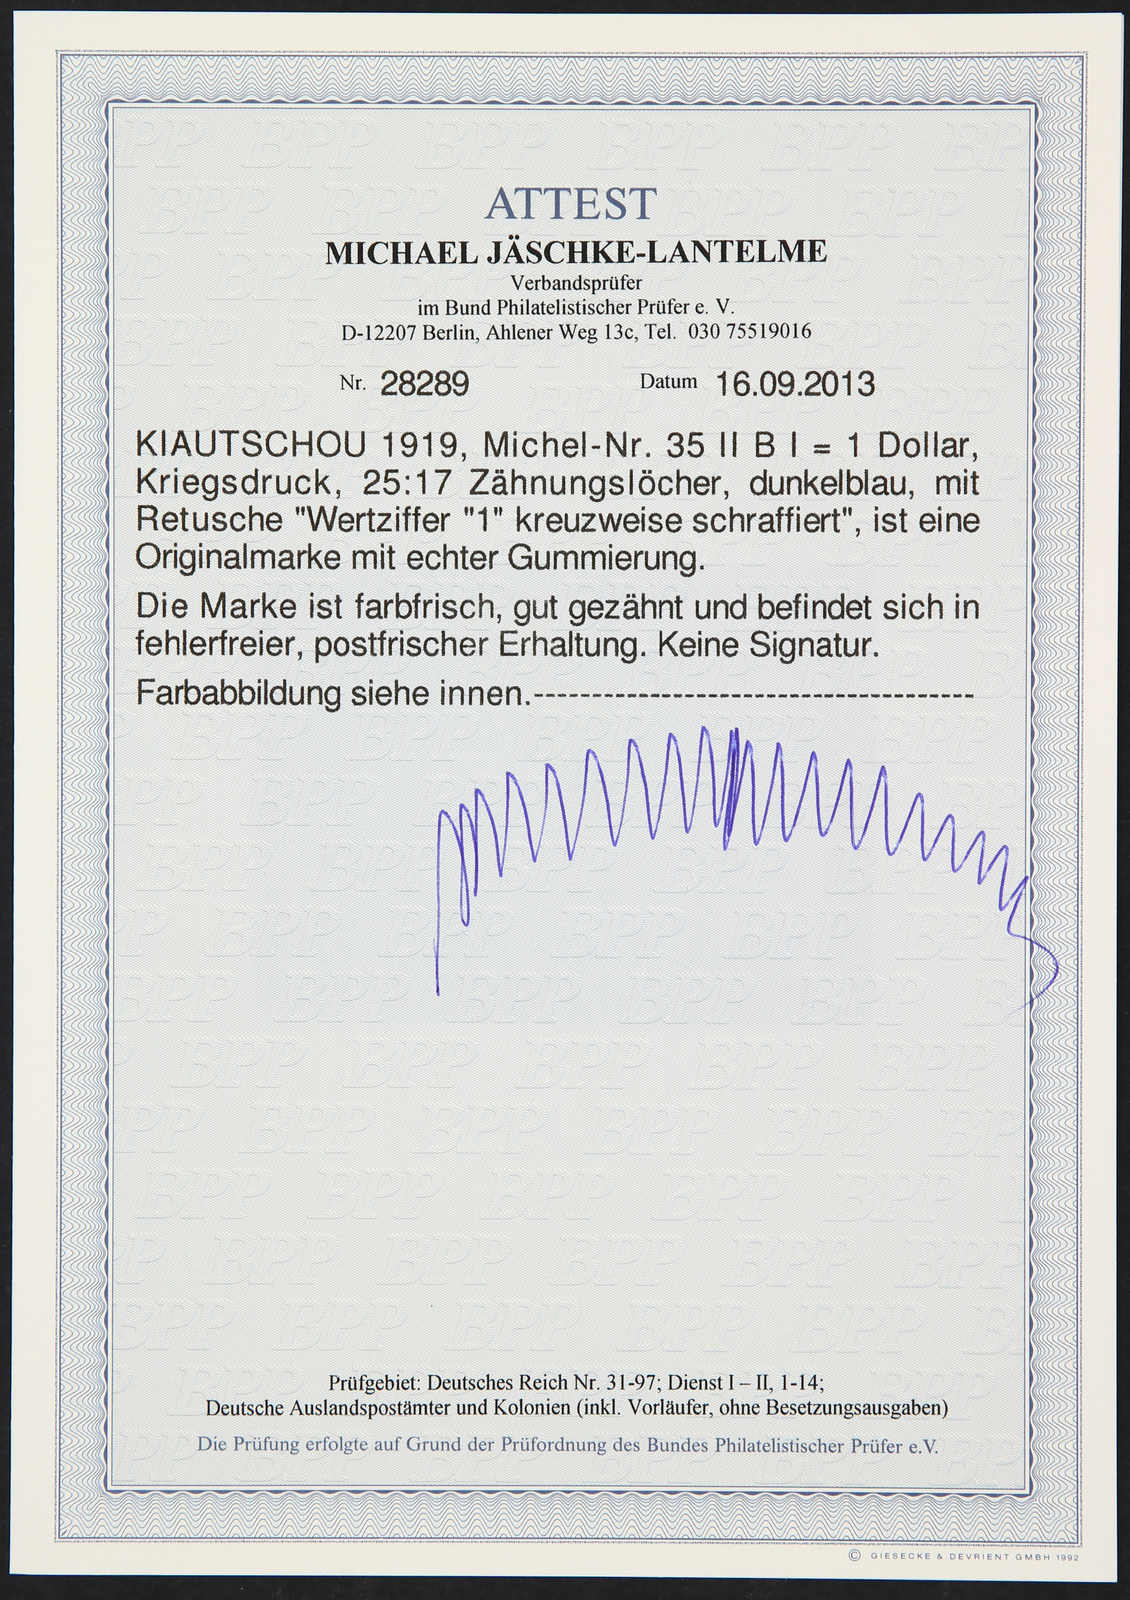 ATTEST
MICHAEL JÄSCHKE-LANTELME
Verbandsprüfer
im Bund Philatelistischer Prüfer e. V.
D-12207 Berlin, Ahlener Weg 13c, Tel. 030 75519016
Nr. 28289 Datum 16.09.2013
KIAUTSCHOU 1919, Michel-Nr. 35 II B I = 1 Dollar,
Kriegsdruck, 25:17 Zähnungslöcher, dunkelblau, mit
Retusche "Wertziffer "1" kreuzweise schraffiert", ist eine
Originalmarke mit echter Gummierung.
Die Marke ist farbfrisch, gut gezähnt und befindet sich in
fehlerfreier, postfrischer Erhaltung. Keine Signatur.
Farbabbildung siehe innen.--------------------------------------
Prüfgebiet: Deutsches Reich Nr. 31-97; Dienst I – II, 1-14;
Deutsche Auslandspostämter und Kolonien (inkl. Vorläufer, ohne Besetzungsausgaben)
Die Prüfung erfolgte auf Grund der Prüfordnung des Bundes Philatelistischer Prüfer e.V.
© GIESECKE & DEVRIENT GMBH 1992